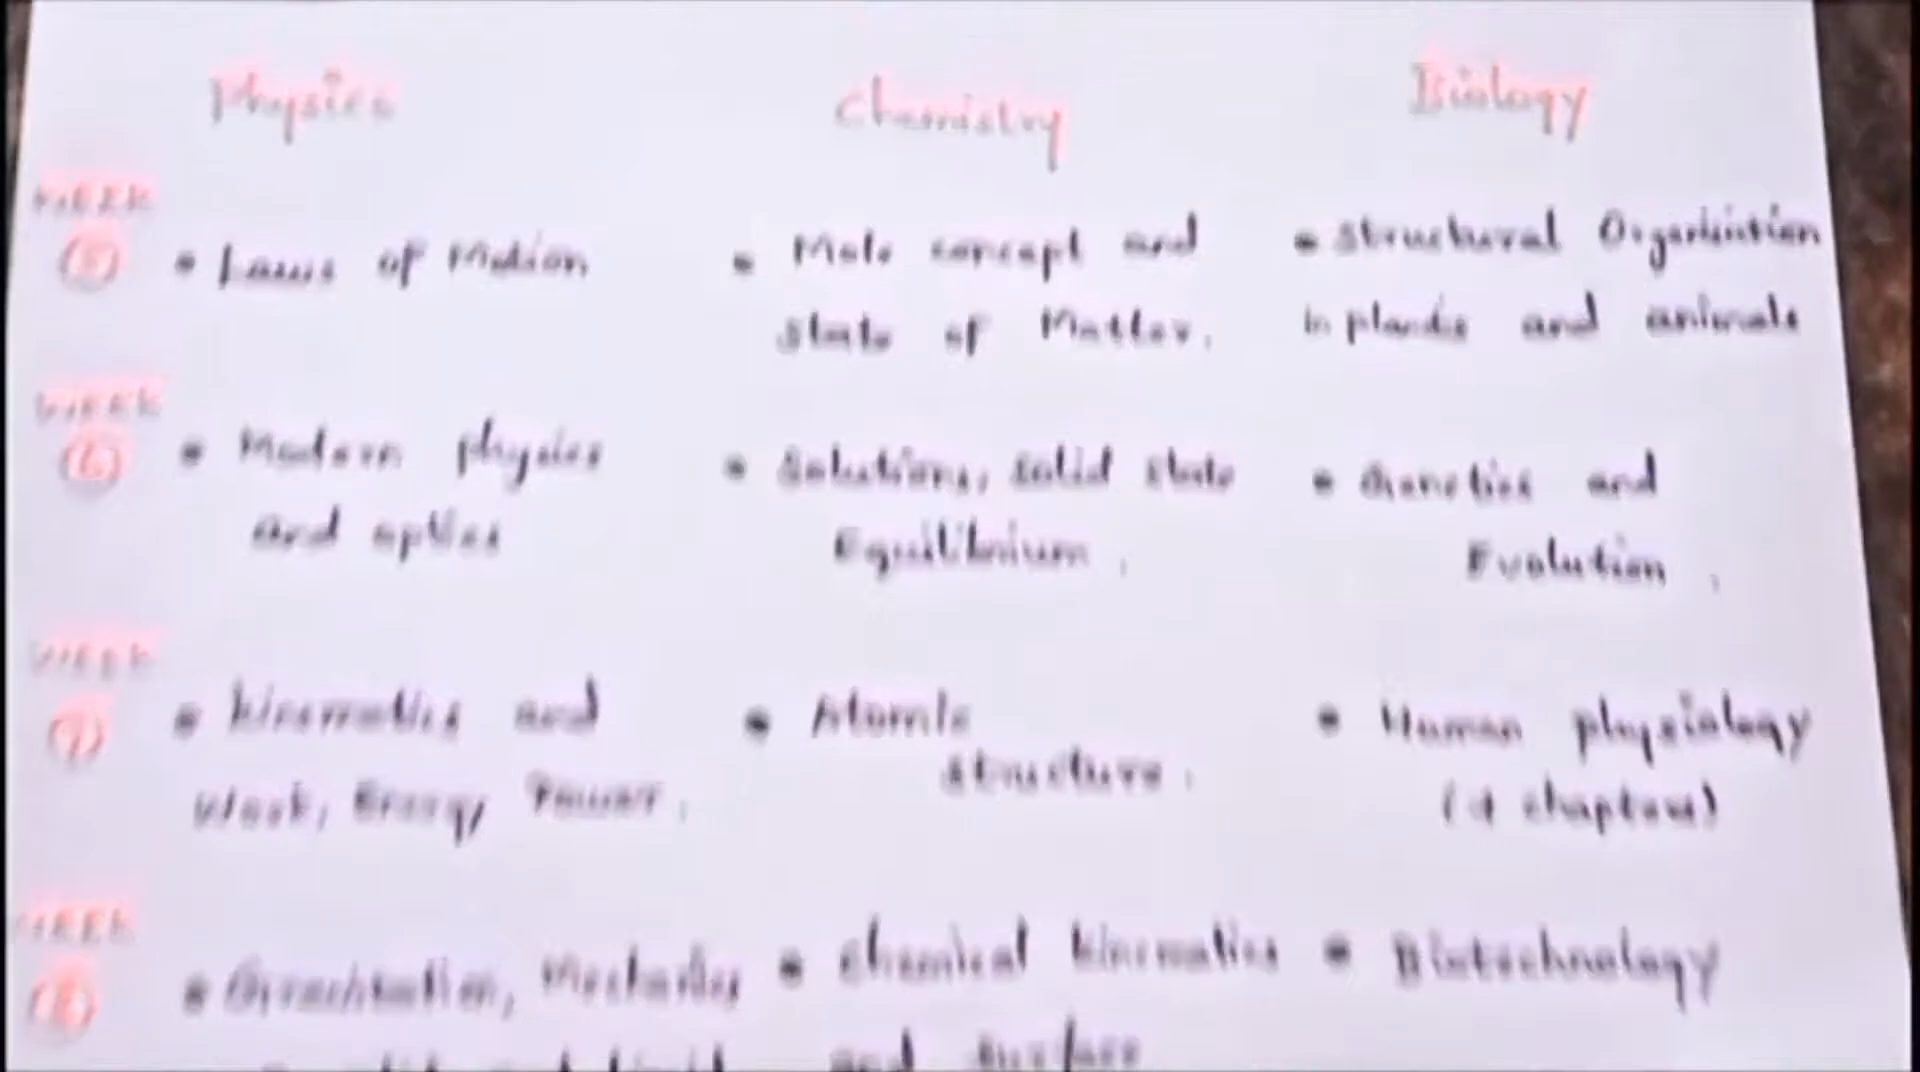 Physics Chemistry Biology
WEEK
(5) • Laws of Motion • Mole concept and • Structural Organisation
state of Matter. in plants and animals
WEEK
(6) • Modern physics • Solutions, solid state • Genetics and
and optics Equilibrium. Evolution.
WEEK
(7) • kinematics and • Atomic • Human physiology
Work, Energy Power. structure. (4 chapters)
WEEK
(8) • Gravitation, • Chemical kinematics • Biotechnology
and surface